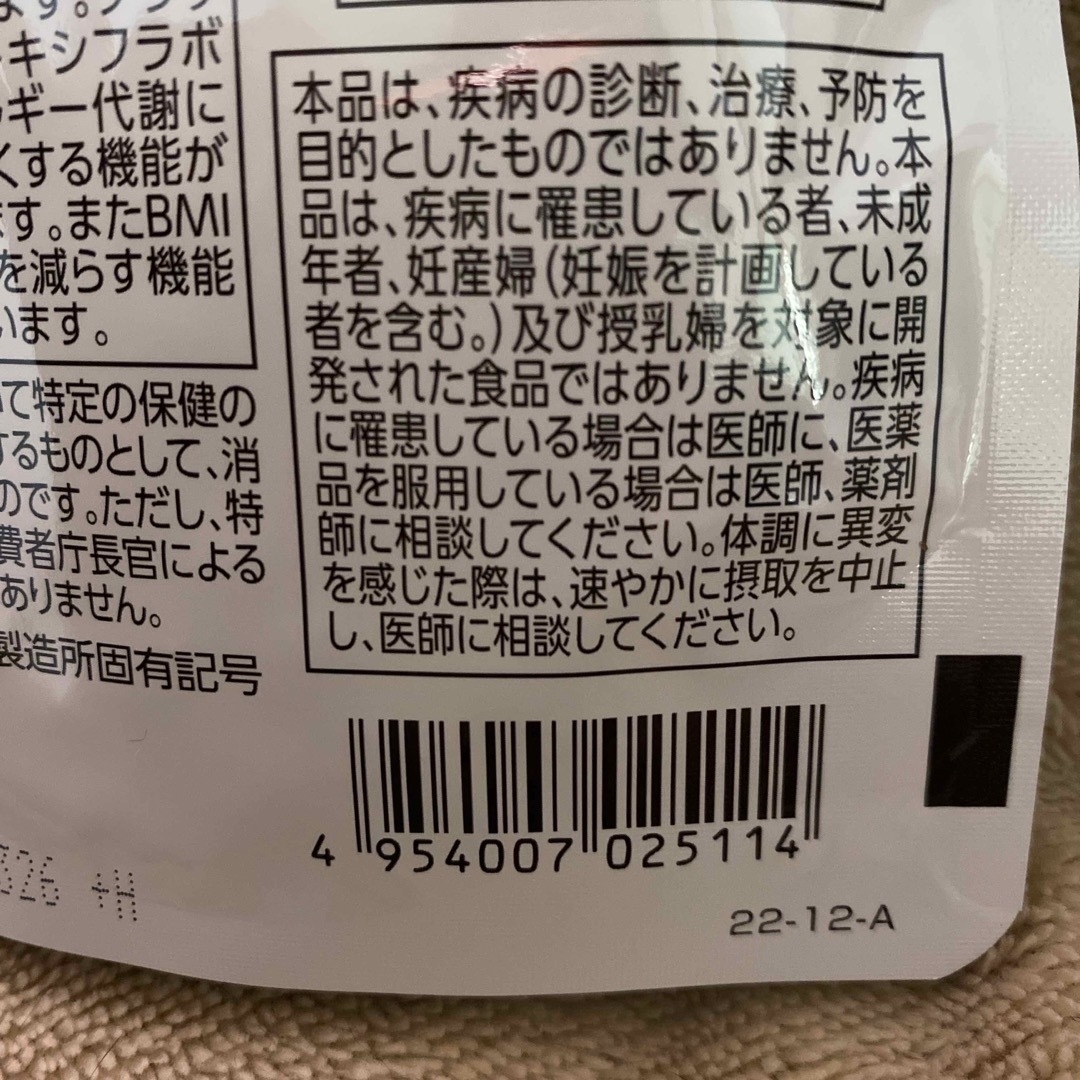 キシフラボ
ギー代謝に
くする機能が
ます。またBMI
を減らす機能
います。
いて特定の保健の
するものとして、消
のです。ただし、特
費者庁長官による
ありません。
製造所固有記号
本品は、疾病の診断、治療、予防を
目的としたものではありません。本
品は、疾病に罹患している者、未成
年者、妊産婦(妊娠を計画している
者を含む。)及び授乳婦を対象に開
発された食品ではありません。疾病
に罹患している場合は医師に、医薬
品を服用している場合は医師、薬剤
師に相談してください。体調に異変
を感じた際は、速やかに摂取を中止
し、医師に相談してください。
4 954007 025114
326 +H
22-12-A